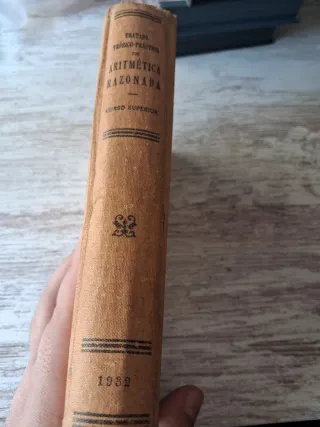 TRATADO
TEÓRICO-PRÁCTICO
DE
ARITMÉTICA
RAZONADA
CURSO SUPERIOR
1932